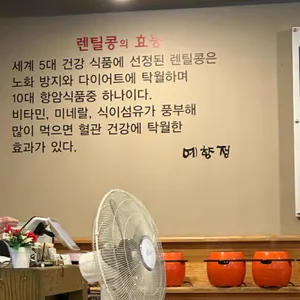 렌틸콩의 효능
세계 5대 건강 식품에 선정된 렌틸콩은
노화 방지와 다이어트에 탁월하며
10대 항암식품중 하나이다.
비타민, 미네랄, 식이섬유가 풍부해
많이 먹으면 혈관 건강에 탁월한
효과가 있다.
예향정